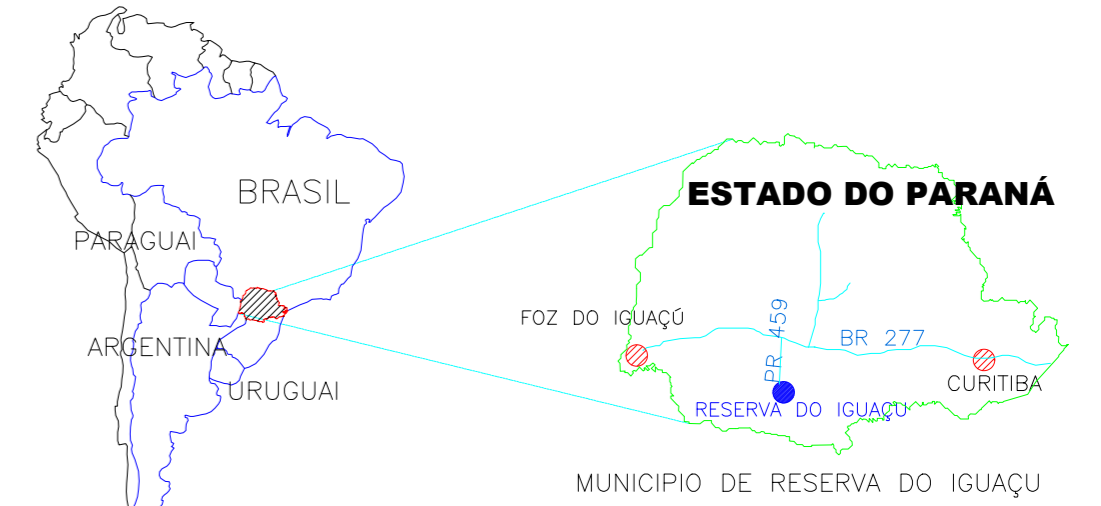 BRASIL
PARAGUAI
ARGENTINA
URUGUAI
ESTADO DO PARANÁ
FOZ DO IGUAÇÚ
PR 459
BR 277
CURITIBA
RESERVA DO IGUAÇU
MUNICIPIO DE RESERVA DO IGUAÇU